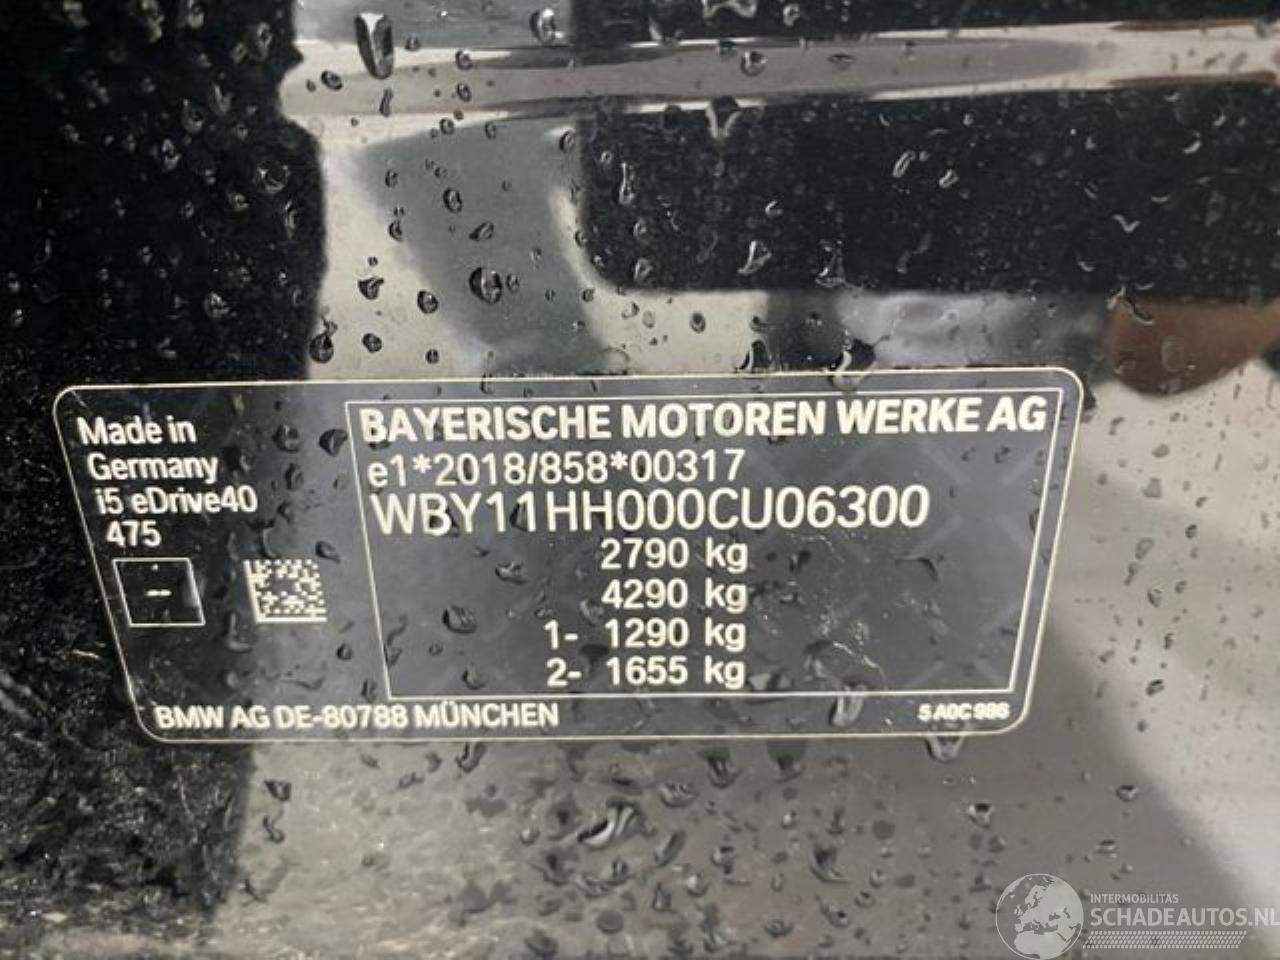 Made in
Germany
i5 eDrive40
475
--
BAYERISCHE MOTOREN WERKE AG
e1*2018/858*00317
WBY11HH000CU06300
2790 kg
4290 kg
1- 1290 kg
2- 1655 kg
BMW AG DE-80788 MÜNCHEN
5 A0C 986
INTERMOBILITAS
SCHADEAUTOS.NL